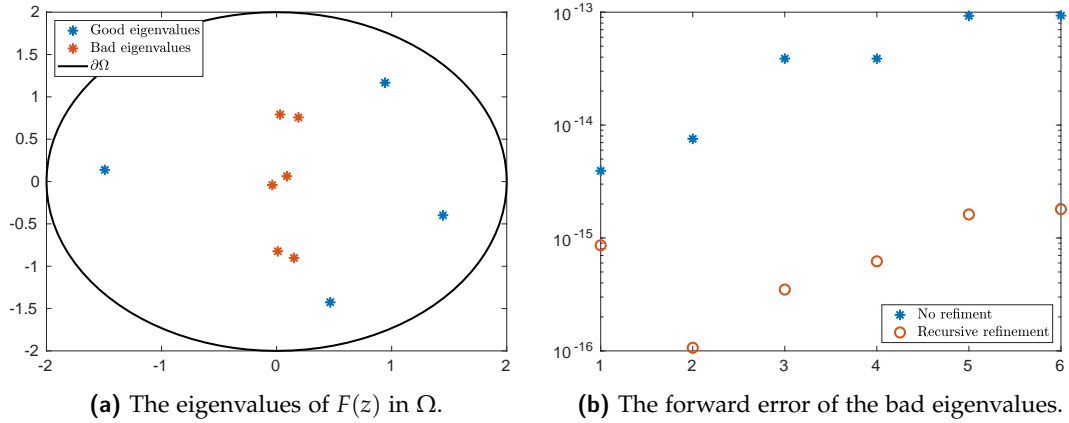 2
1.5
1
0.5
0
-0.5
-1
-1.5
-2
-2 -1 0 1 2
Good eigenvalues
Bad eigenvalues
∂Ω
(a) The eigenvalues of F(z) in Ω.
10^-13
10^-14
10^-15
10^-16
1 2 3 4 5 6
No refiment
Recursive refinement
(b) The forward error of the bad eigenvalues.